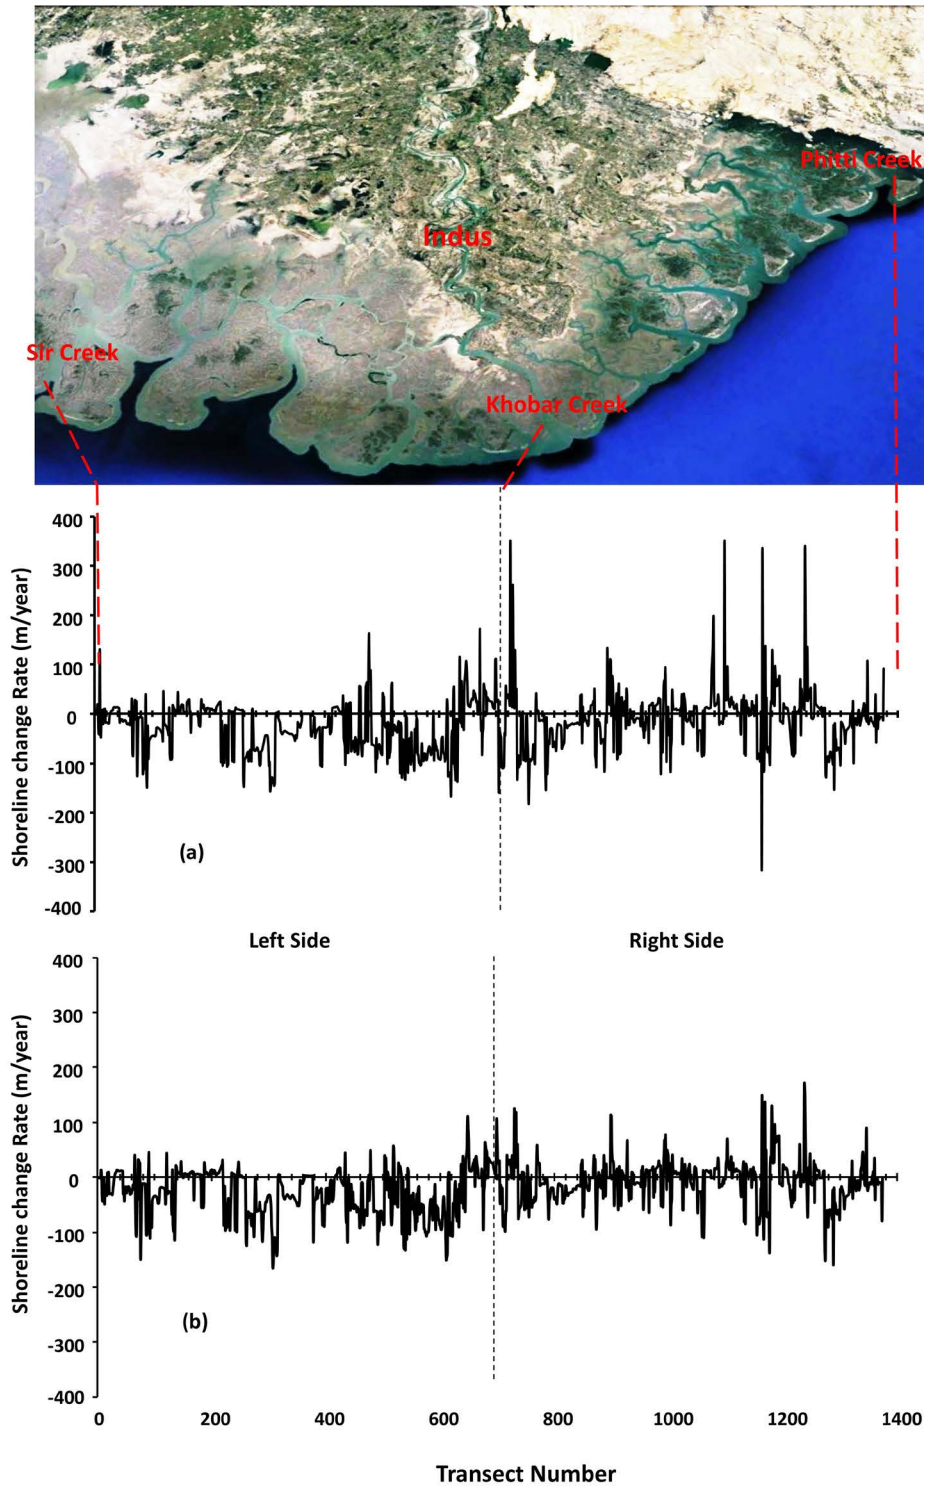 Phitti Creek
Indus
Sir Creek
Khobar Creek
Shoreline change Rate (m/year)
400
300
200
100
0
-100
-200
-300
-400
(a)
Left Side
Right Side
Shoreline change Rate (m/year)
400
300
200
100
0
-100
-200
-300
-400
(b)
0 200 400 600 800 1000 1200 1400
Transect Number